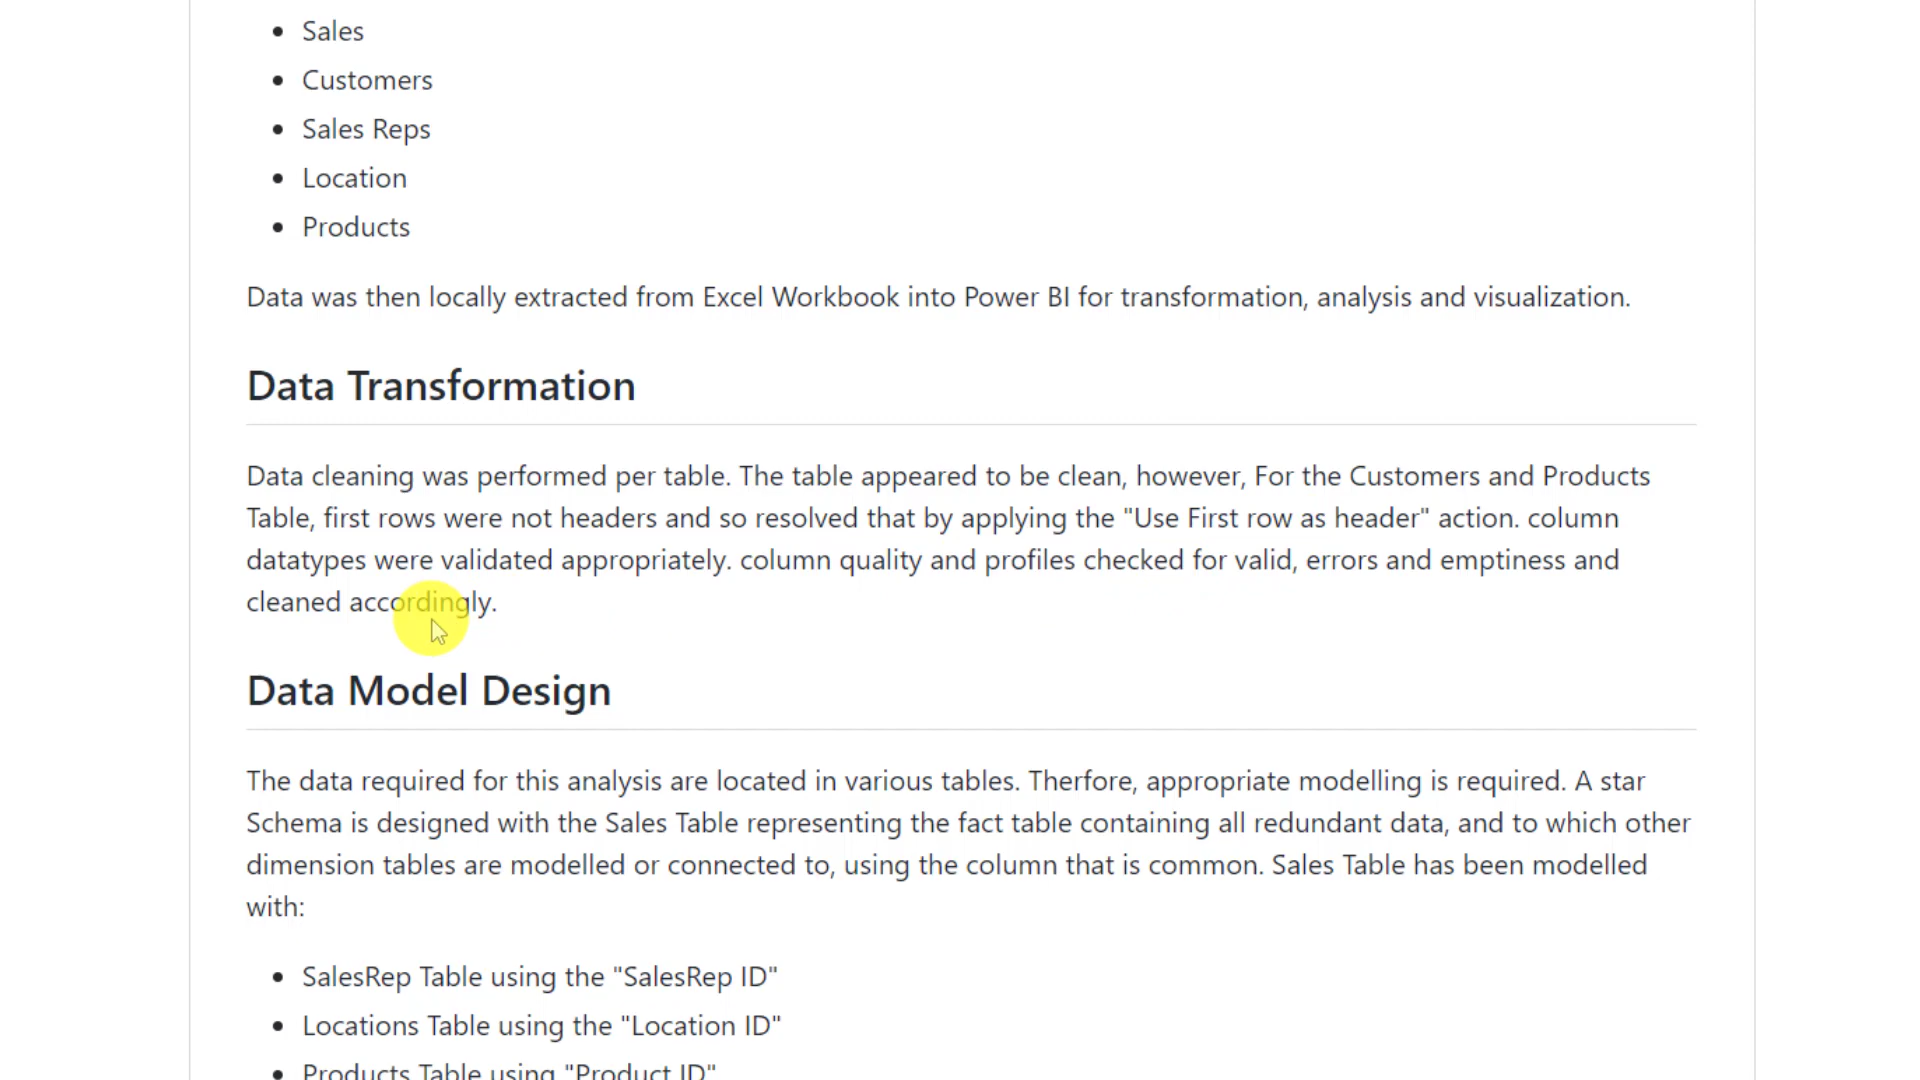 Sales
Customers
Sales Reps
Location
Products
Data was then locally extracted from Excel Workbook into Power BI for transformation, analysis and visualization.
Data Transformation
Data cleaning was performed per table. The table appeared to be clean, however, For the Customers and Products
Table, first rows were not headers and so resolved that by applying the "Use First row as header" action. column
datatypes were validated appropriately. column quality and profiles checked for valid, errors and emptiness and
cleaned accordingly.
Data Model Design
The data required for this analysis are located in various tables. Therfore, appropriate modelling is required. A star
Schema is designed with the Sales Table representing the fact table containing all redundant data, and to which other
dimension tables are modelled or connected to, using the column that is common. Sales Table has been modelled
with:
SalesRep Table using the "SalesRep ID"
Locations Table using the "Location ID"
Products Table using "Product ID"